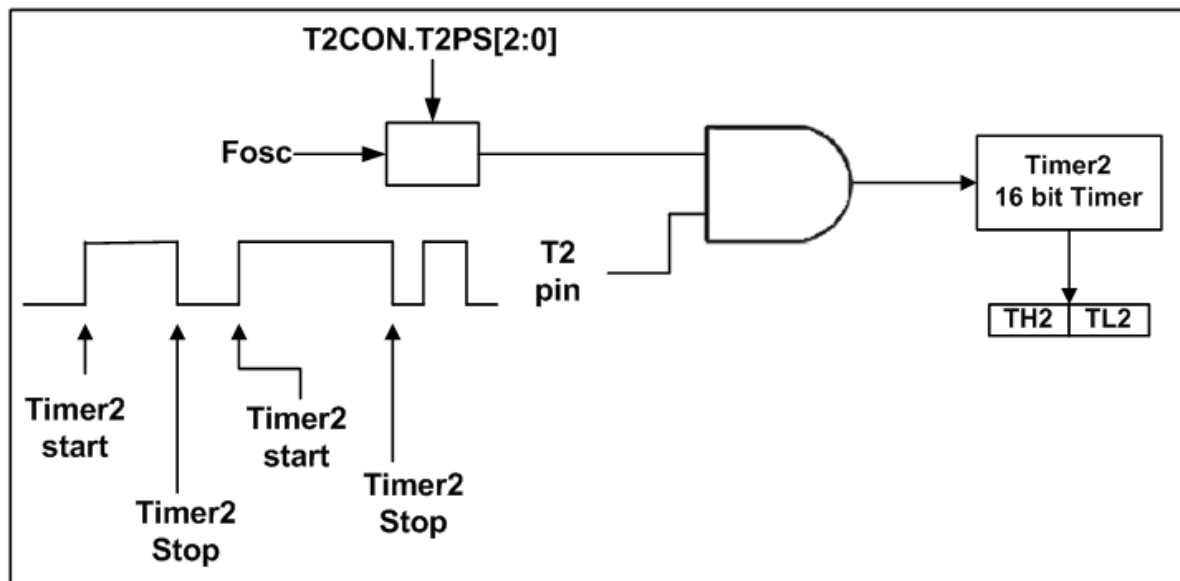 T2CON.T2PS[2:0]
Fosc
Timer2
16 bit Timer
T2
pin
TH2 TL2
Timer2
start
Timer2
Stop
Timer2
start
Timer2
Stop